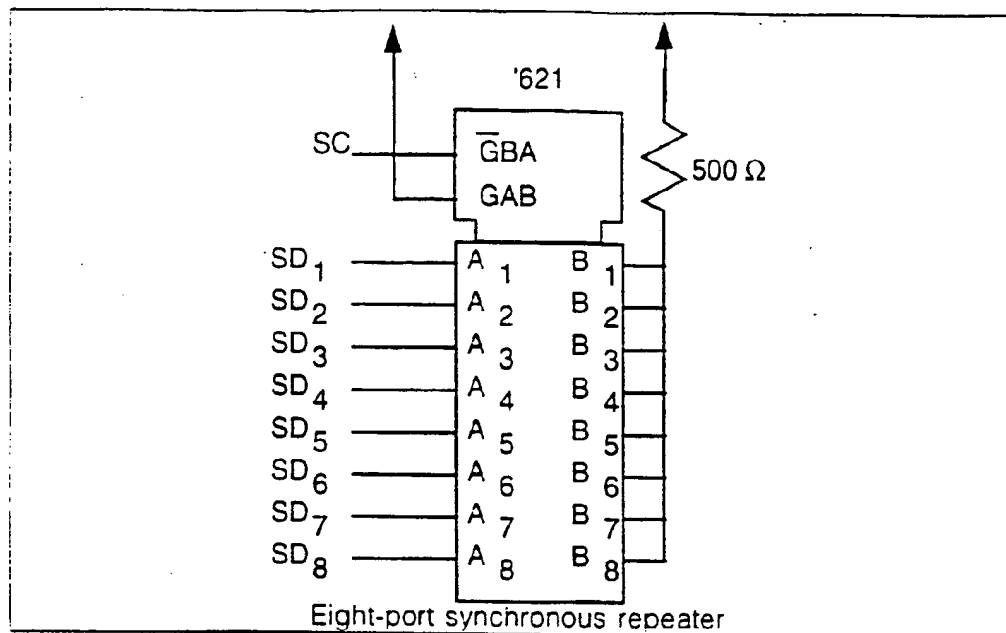 '621
SC
G̅BA
GAB
500 Ω
SD1 A1 B1
SD2 A2 B2
SD3 A3 B3
SD4 A4 B4
SD5 A5 B5
SD6 A6 B6
SD7 A7 B7
SD8 A8 B8
Eight-port synchronous repeater